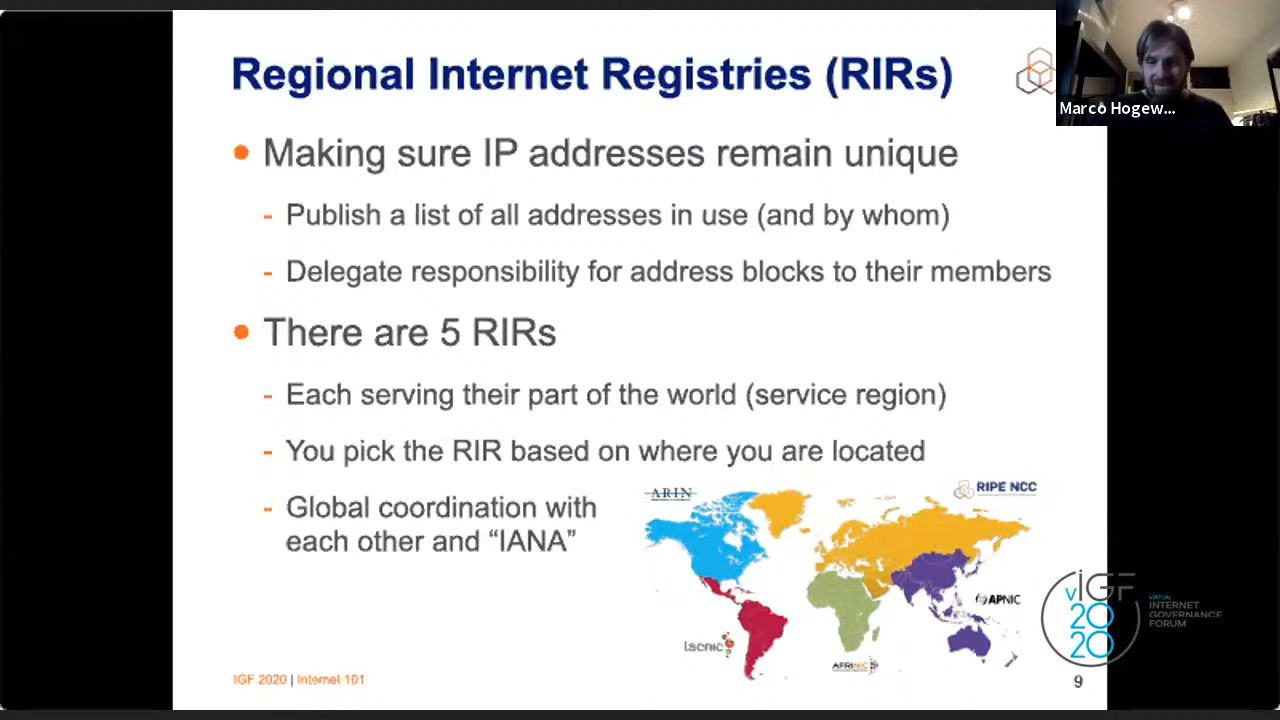 Regional Internet Registries (RIRs)
Marco Hogew...
• Making sure IP addresses remain unique
- Publish a list of all addresses in use (and by whom)
- Delegate responsibility for address blocks to their members
• There are 5 RIRs
- Each serving their part of the world (service region)
- You pick the RIR based on where you are located
- Global coordination with
each other and “IANA”
ARIN
RIPE NCC
APNIC
lacnic
AFRINIC
vIGF
20
20
VIRTUAL
INTERNET
GOVERNANCE
FORUM
IGF 2020 | Internet 101
9